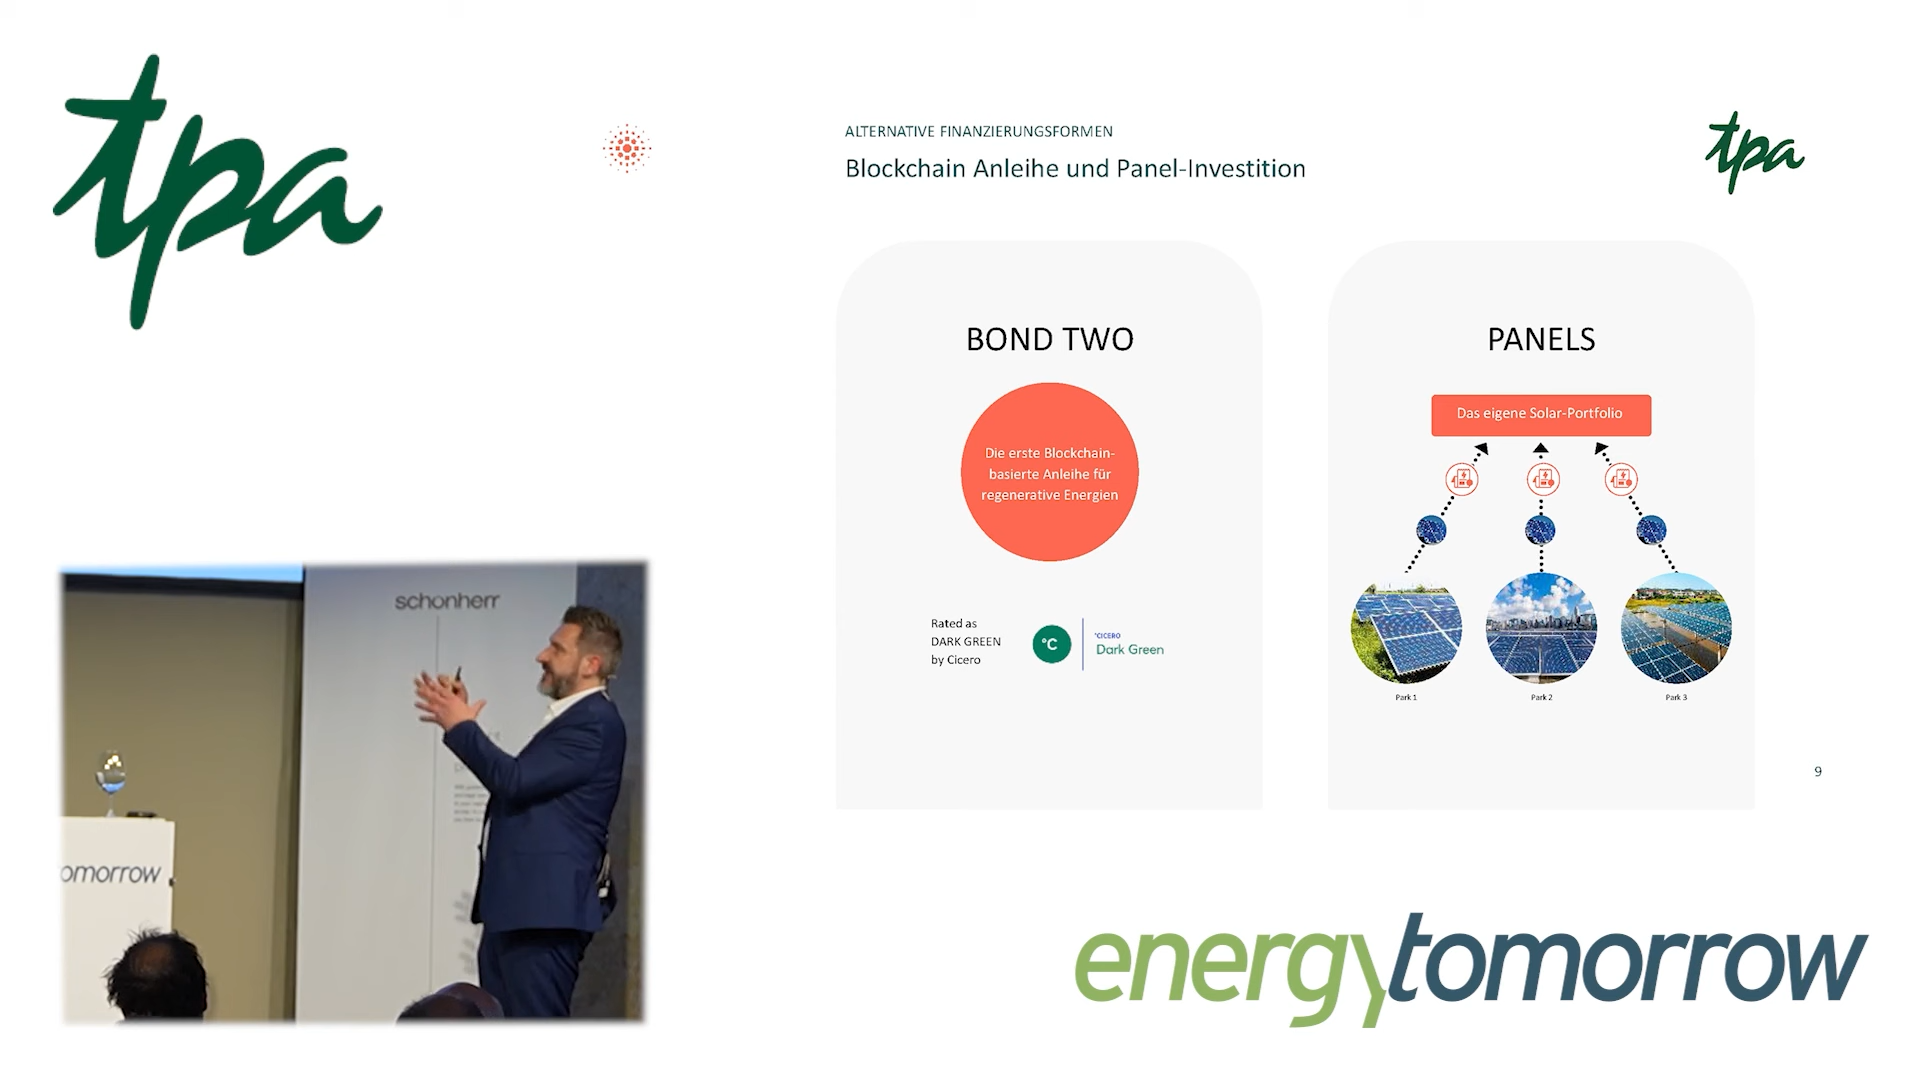 tpa
ALTERNATIVE FINANZIERUNGSFORMEN
Blockchain Anleihe und Panel-Investition
tpa
BOND TWO
Die erste Blockchain-
basierte Anleihe für
regenerative Energien
Rated as
DARK GREEN
by Cicero
°C
°CICERO
Dark Green
PANELS
Das eigene Solar-Portfolio
Park 1
Park 2
Park 3
9
schonherr
omorrow
energytomorrow